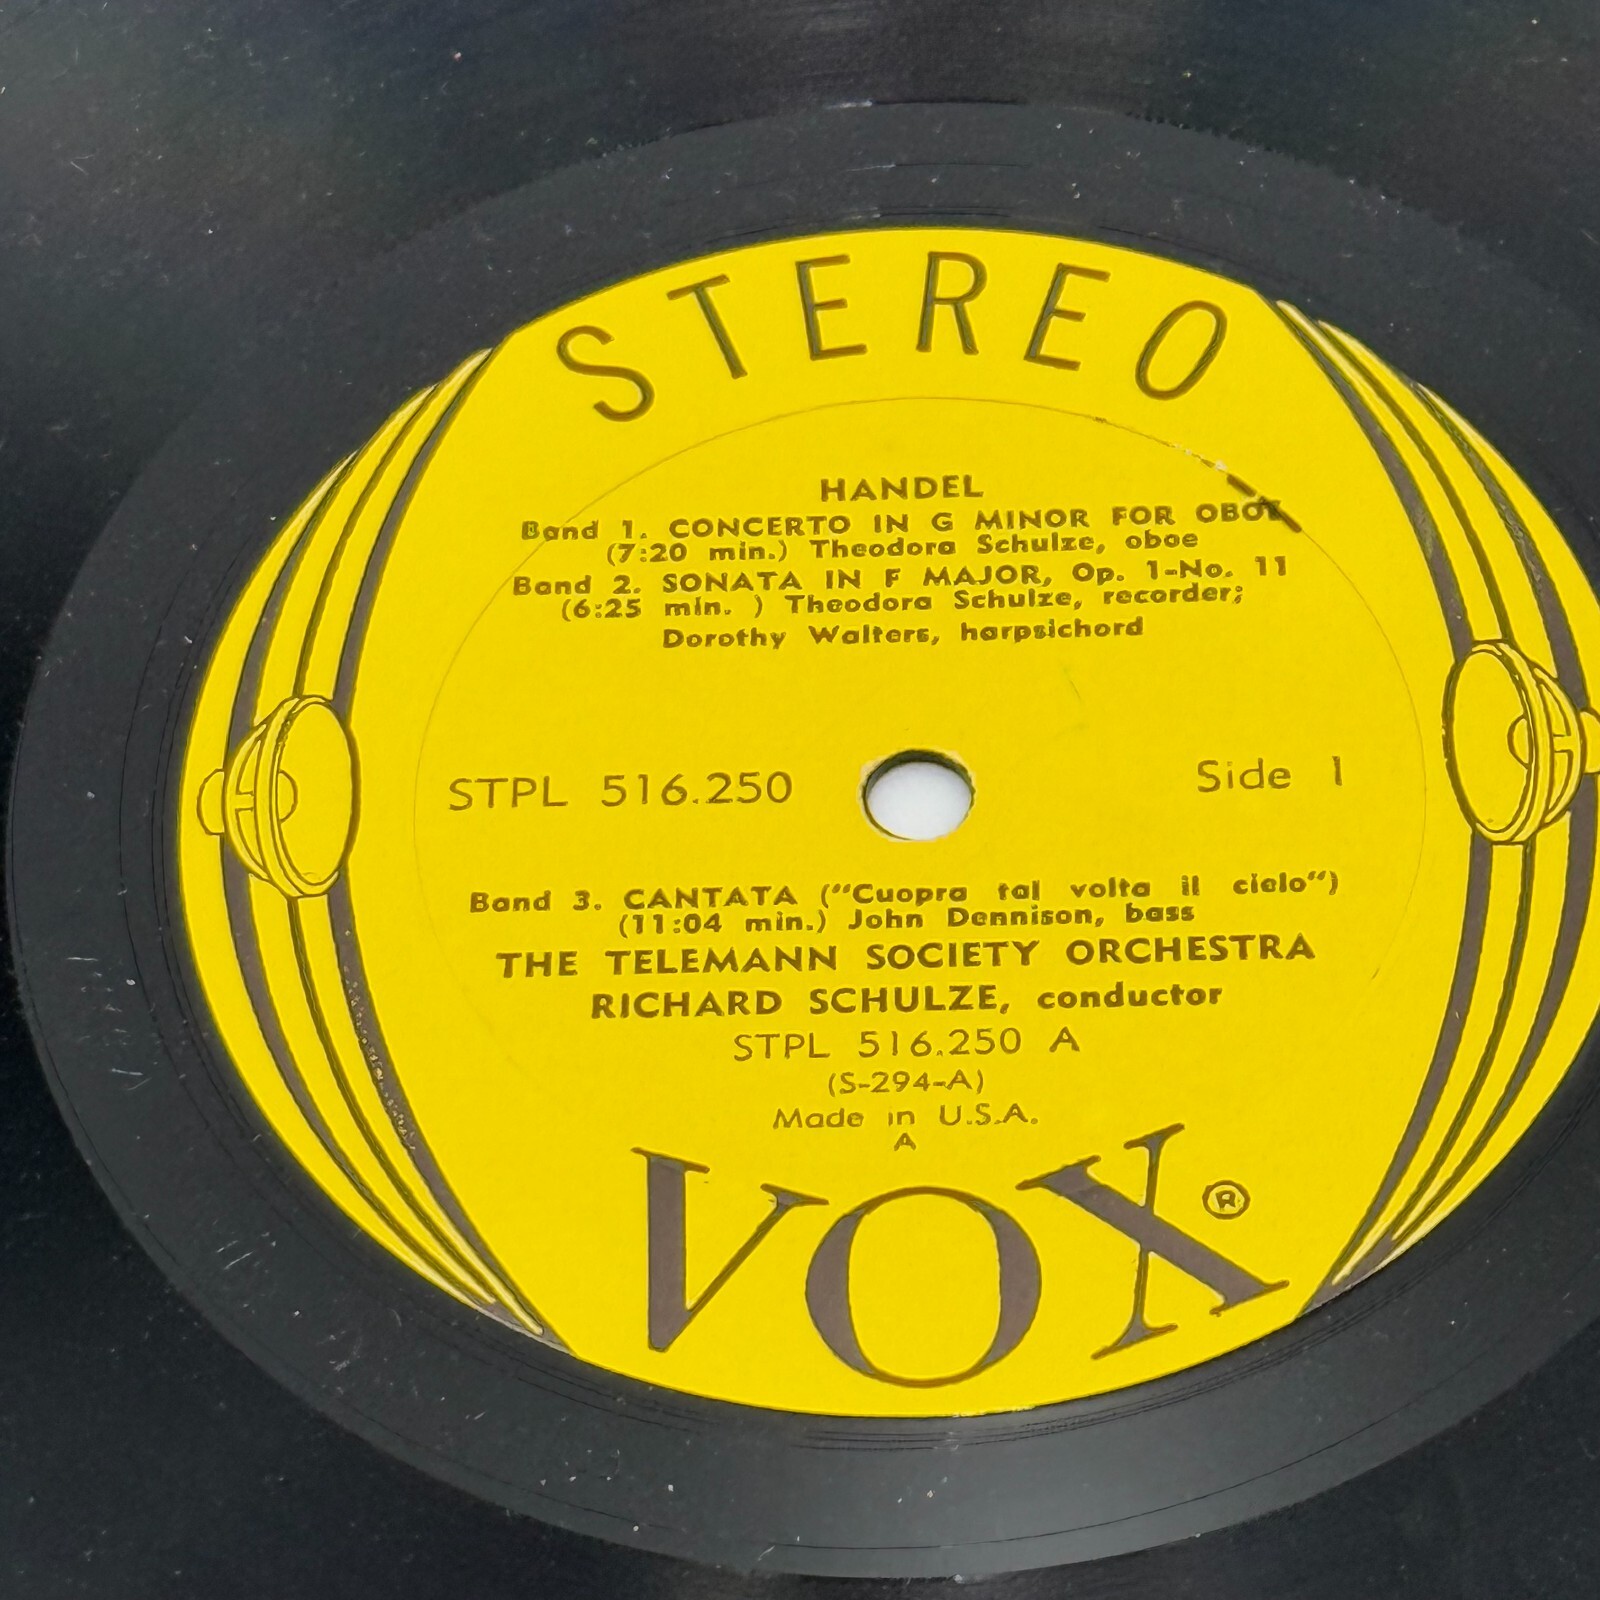 STEREO
HANDEL
Band 1. CONCERTO IN G MINOR FOR OBOE
(7:20 min.) Theodora Schulze, oboe
Band 2. SONATA IN F MAJOR, Op. 1-No. 11
(6:25 min. ) Theodora Schulze, recorder;
Dorothy Walters, harpsichord
STPL 516.250 Side 1
Band 3. CANTATA ("Cuopra tal volta il cielo")
(11:04 min.) John Dennison, bass
THE TELEMANN SOCIETY ORCHESTRA
RICHARD SCHULZE, conductor
STPL 516.250 A
(S-294-A)
Made in U.S.A.
A
VOX ®